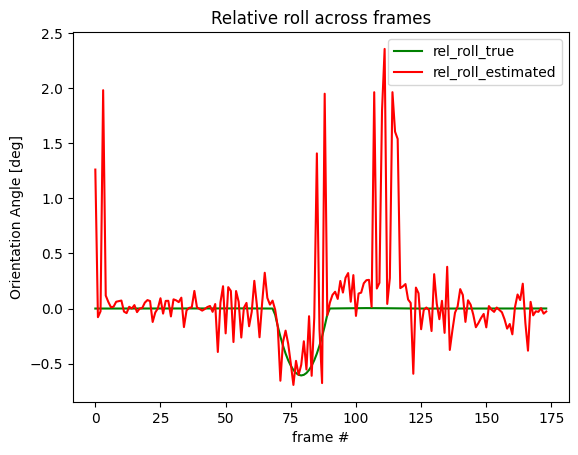 Relative roll across frames
rel_roll_true
rel_roll_estimated
Orientation Angle [deg]
2.5
2.0
1.5
1.0
0.5
0.0
−0.5
0 25 50 75 100 125 150 175
frame #